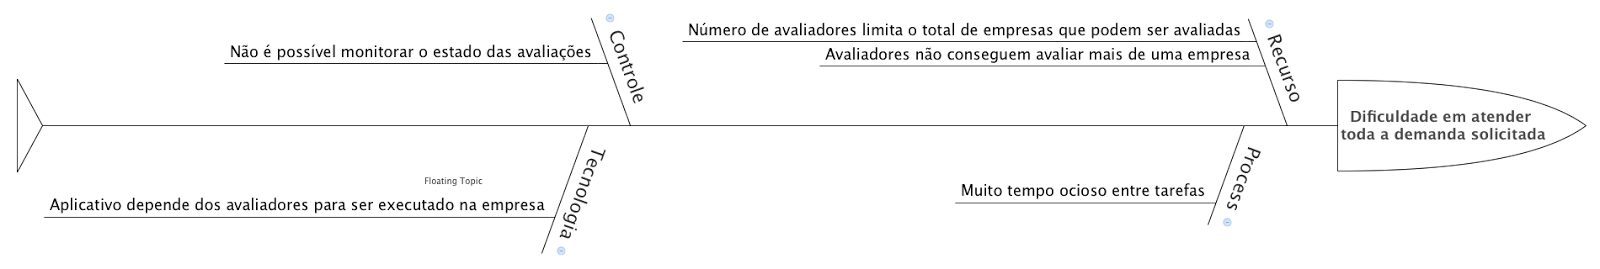 Número de avaliadores limita o total de empresas que podem ser avaliadas
Avaliadores não conseguem avaliar mais de uma empresa
Recurso
Não é possível monitorar o estado das avaliações
Controle
Dificuldade em atender
toda a demanda solicitada
Floating Topic
Aplicativo depende dos avaliadores para ser executado na empresa
Tecnologia
Muito tempo ocioso entre tarefas
Process